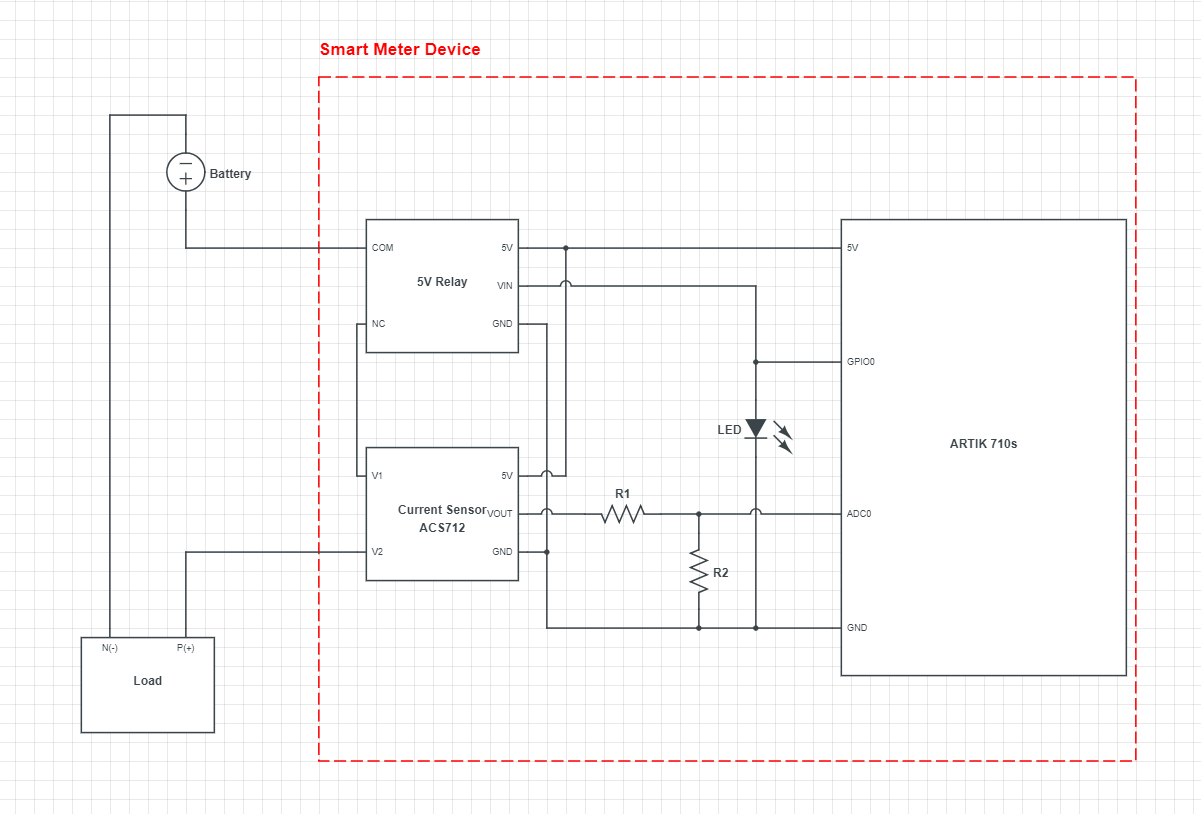 Smart Meter Device
−
+
Battery
COM
5V
5V
5V Relay
VIN
NC
GND
GPIO0
LED
ARTIK 710s
V1
5V
R1
Current Sensor
ACS712
VOUT
ADC0
V2
GND
R2
GND
N(-)
P(+)
Load